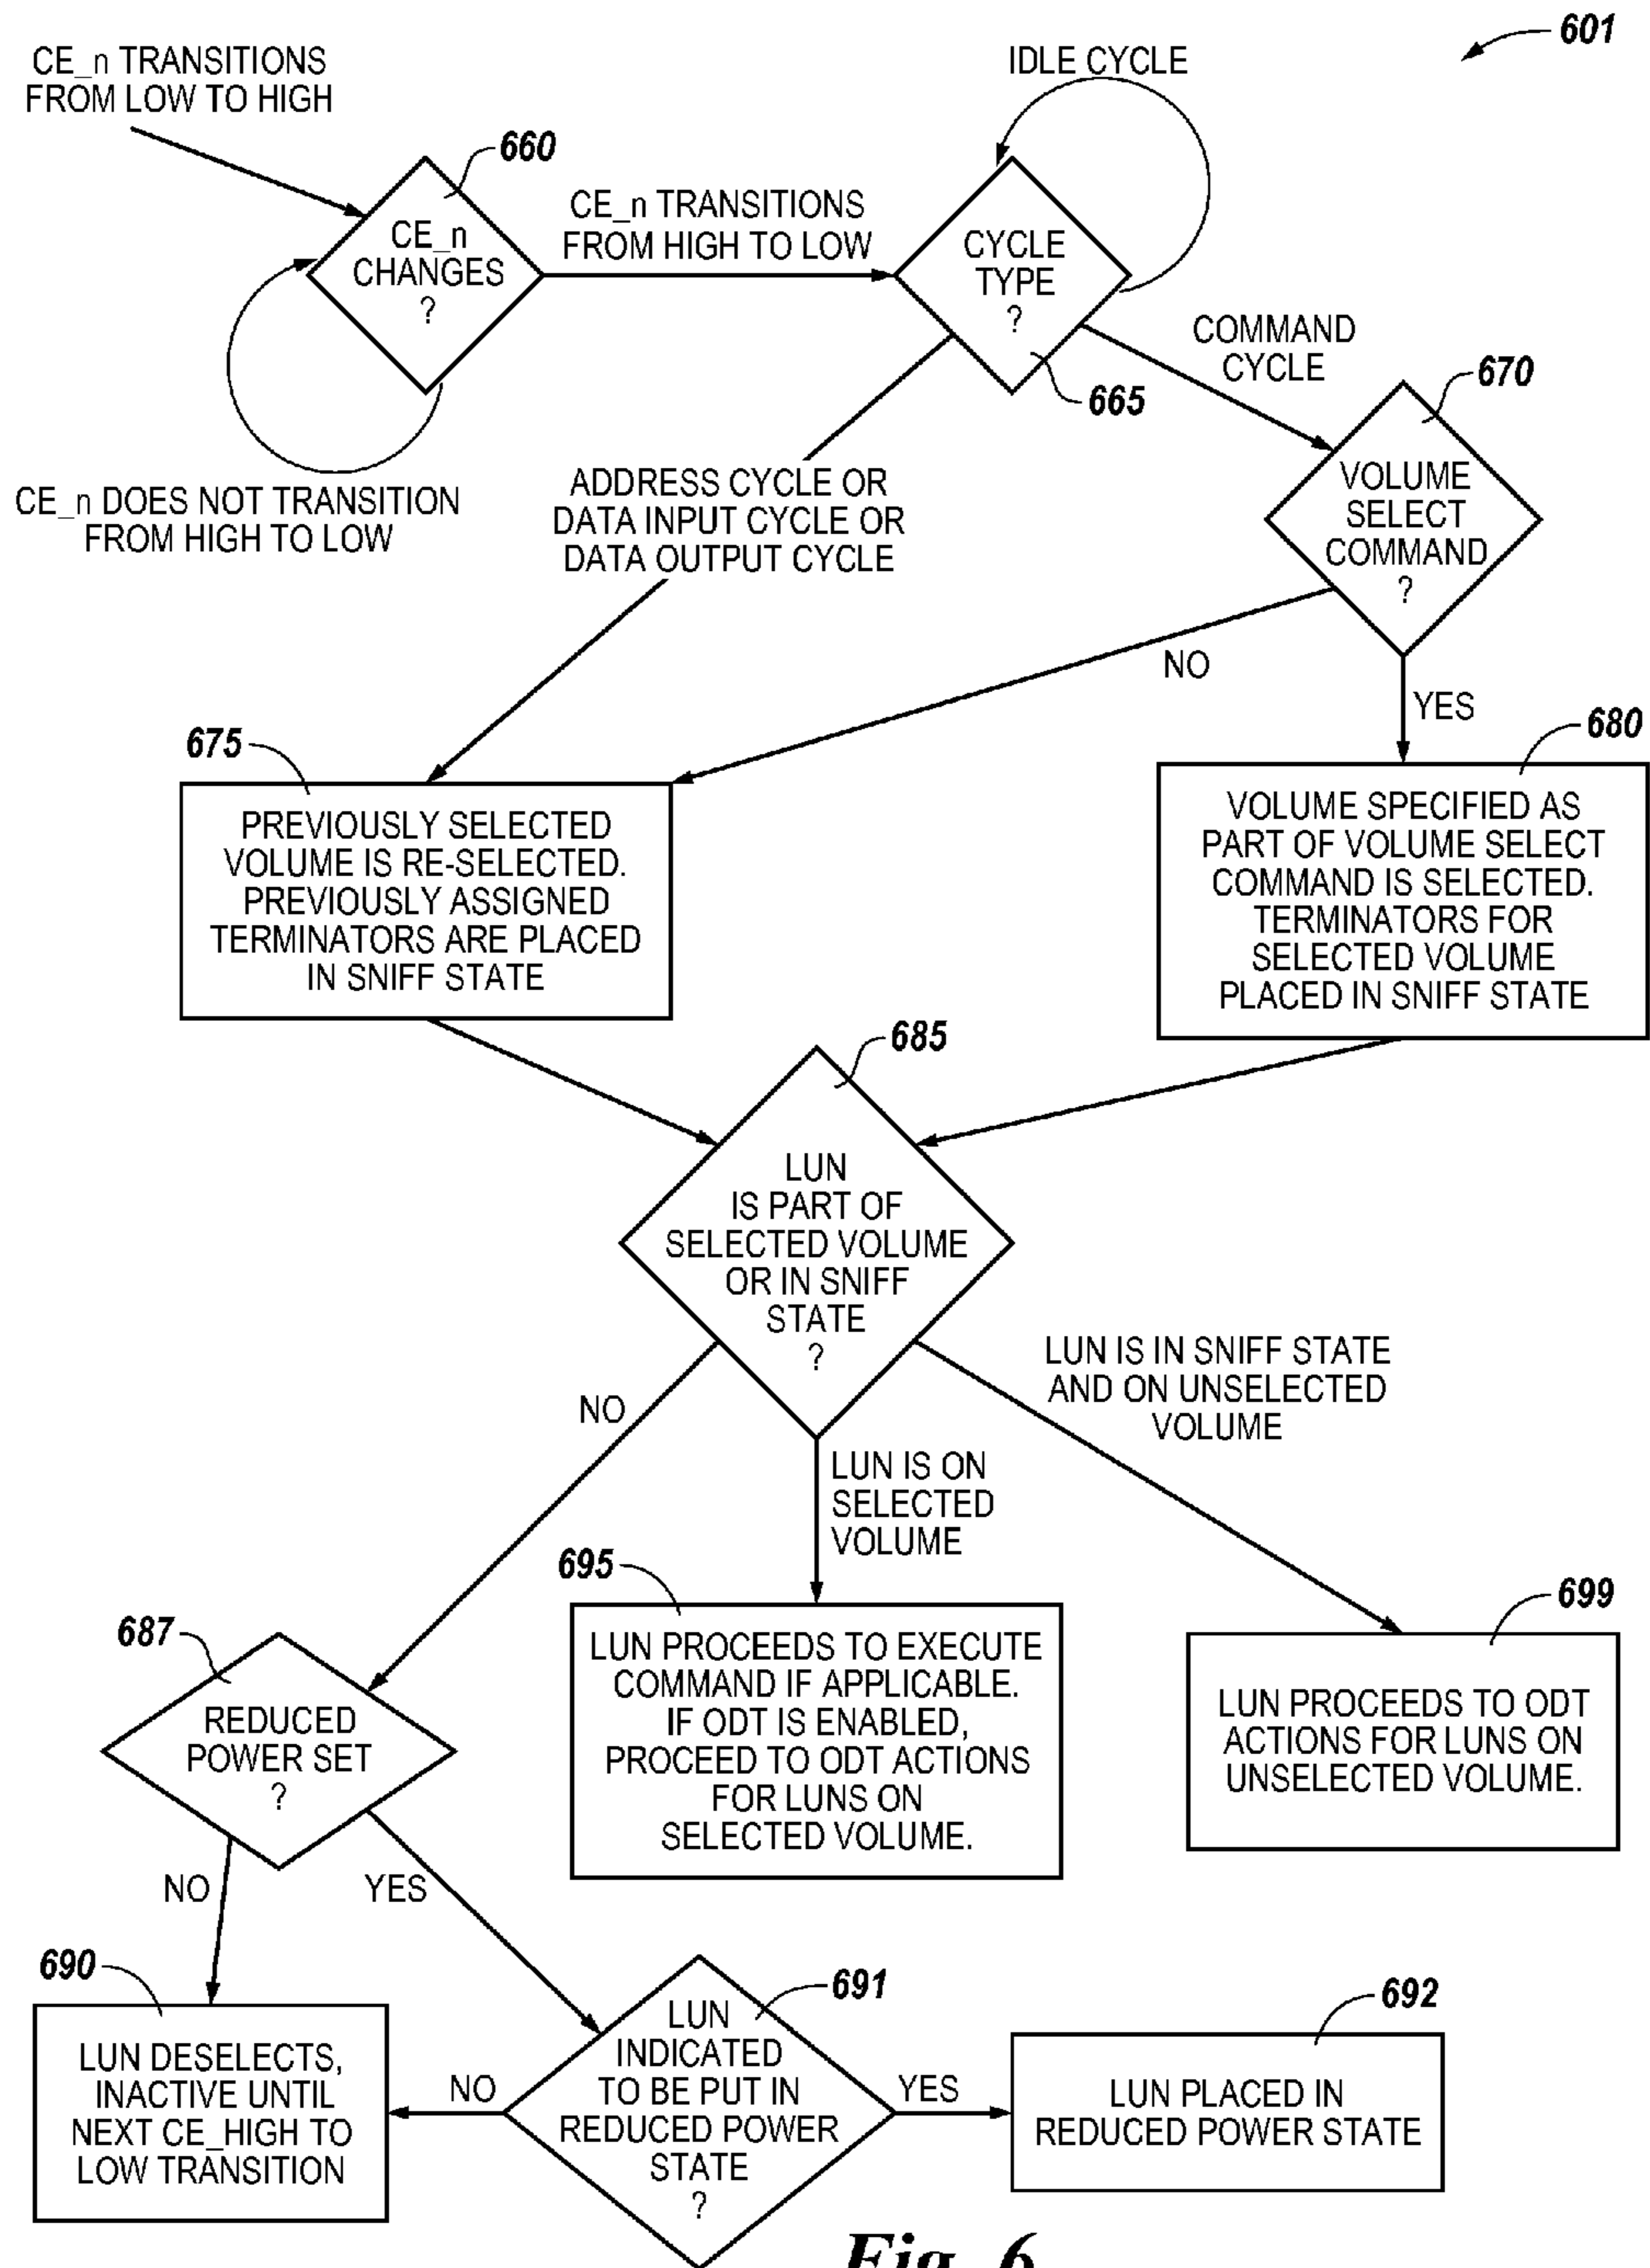 601
CE_n TRANSITIONS
FROM LOW TO HIGH
IDLE CYCLE
660
CE_n
CHANGES
?
CE_n TRANSITIONS
FROM HIGH TO LOW
CYCLE
TYPE
?
665
COMMAND
CYCLE
670
CE_n DOES NOT TRANSITION
FROM HIGH TO LOW
ADDRESS CYCLE OR
DATA INPUT CYCLE OR
DATA OUTPUT CYCLE
VOLUME
SELECT
COMMAND
?
NO
YES
675
680
PREVIOUSLY SELECTED
VOLUME IS RE-SELECTED.
PREVIOUSLY ASSIGNED
TERMINATORS ARE PLACED
IN SNIFF STATE
VOLUME SPECIFIED AS
PART OF VOLUME SELECT
COMMAND IS SELECTED.
TERMINATORS FOR
SELECTED VOLUME
PLACED IN SNIFF STATE
685
LUN
IS PART OF
SELECTED VOLUME
OR IN SNIFF
STATE
?
NO
LUN IS ON
SELECTED
VOLUME
LUN IS IN SNIFF STATE
AND ON UNSELECTED
VOLUME
687
REDUCED
POWER SET
?
695
LUN PROCEEDS TO EXECUTE
COMMAND IF APPLICABLE.
IF ODT IS ENABLED,
PROCEED TO ODT ACTIONS
FOR LUNS ON
SELECTED VOLUME.
699
LUN PROCEEDS TO ODT
ACTIONS FOR LUNS ON
UNSELECTED VOLUME.
NO
YES
690
LUN DESELECTS,
INACTIVE UNTIL
NEXT CE_HIGH TO
LOW TRANSITION
NO
691
LUN
INDICATED
TO BE PUT IN
REDUCED POWER
STATE
?
YES
692
LUN PLACED IN
REDUCED POWER STATE
Fig. 6